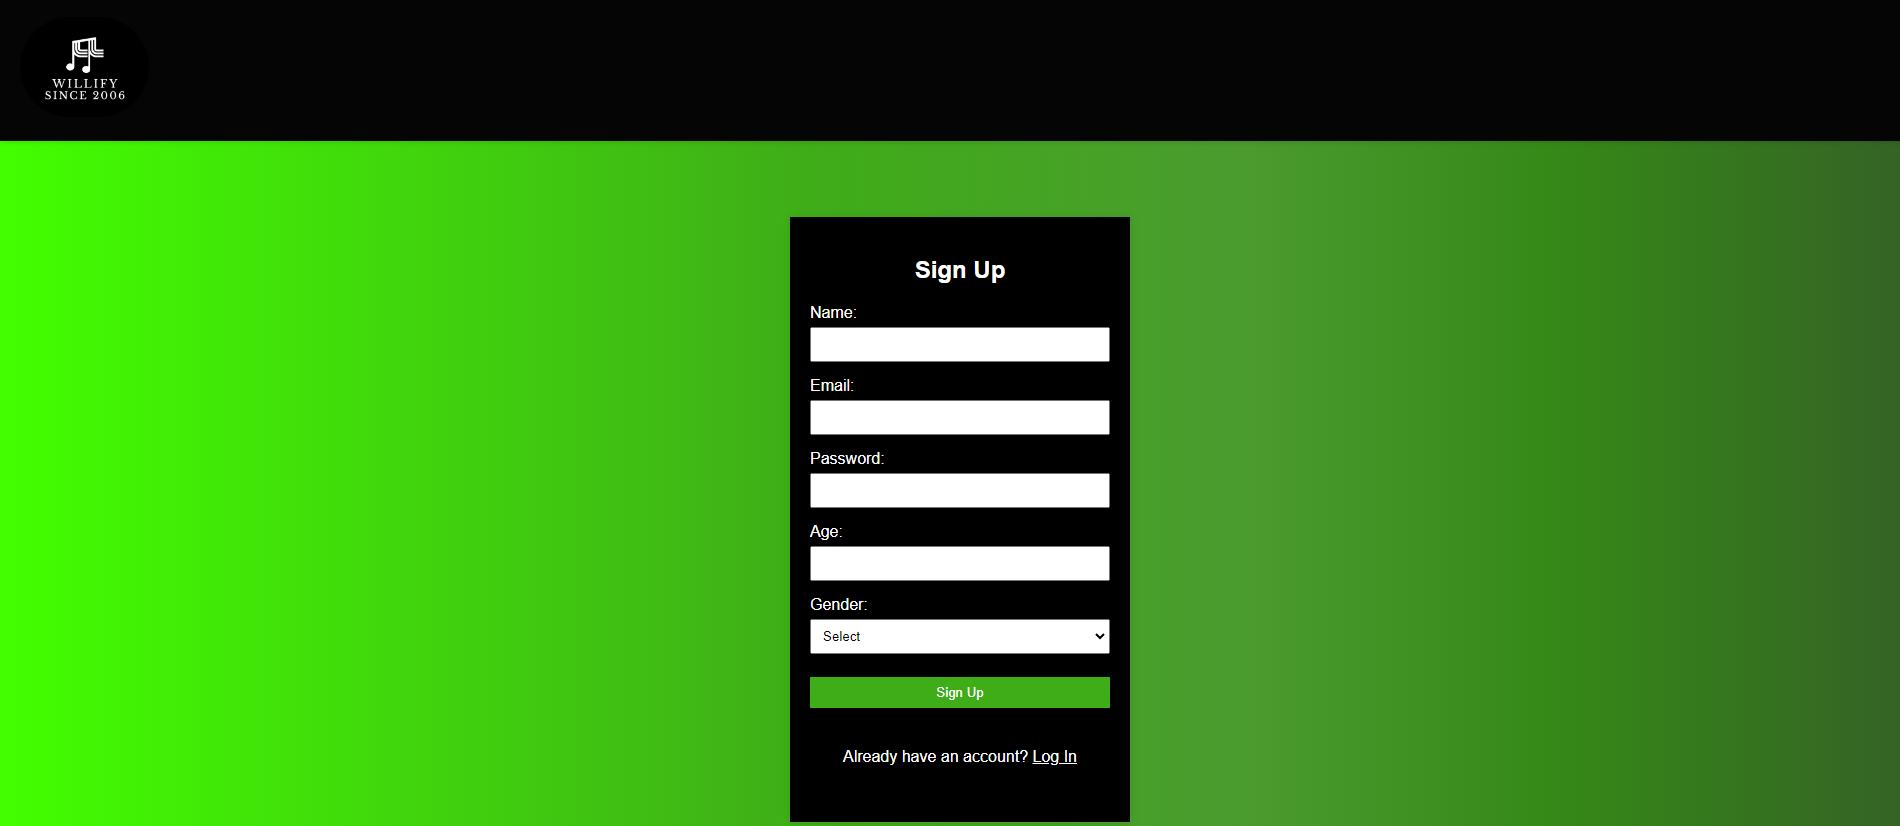 WILLIFY
SINCE 2006
Sign Up
Name:
Email:
Password:
Age:
Gender:
Select
Sign Up
Already have an account? Log In